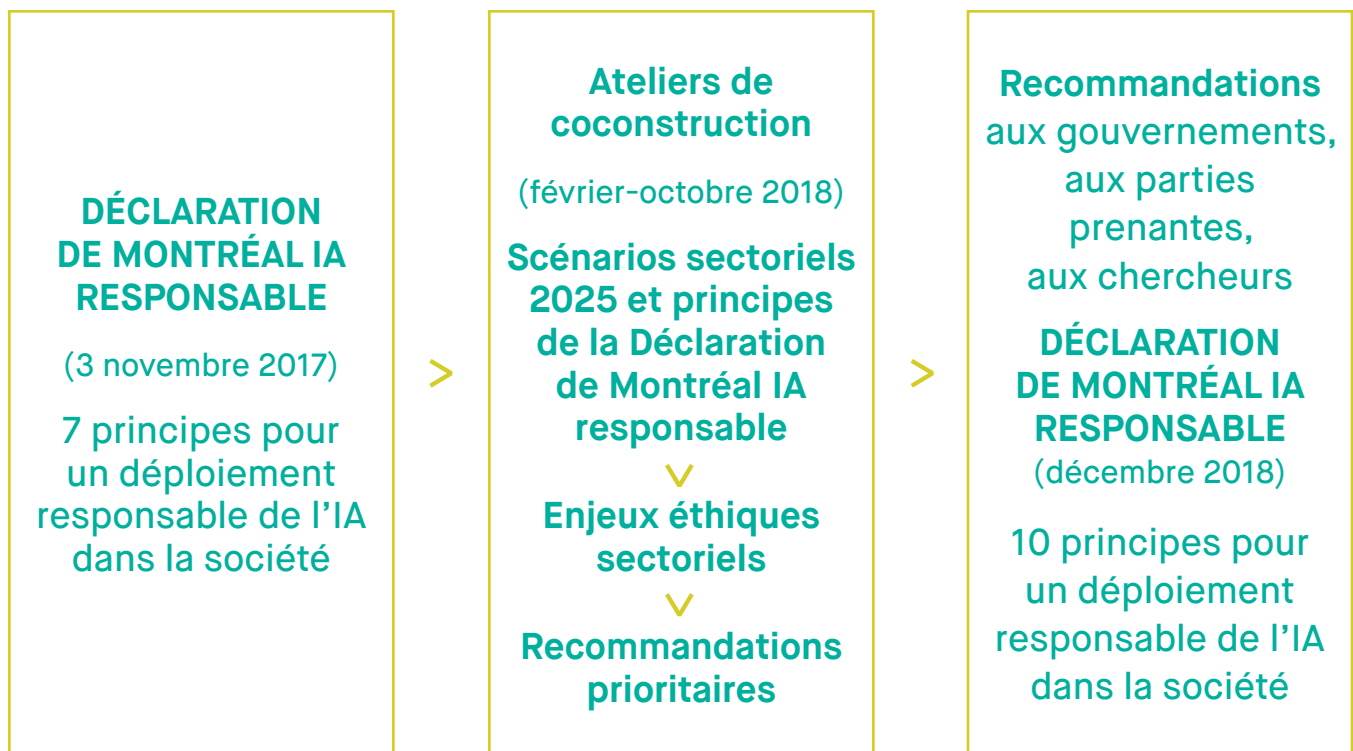 DÉCLARATION
DE MONTRÉAL IA
RESPONSABLE
(3 novembre 2017)
7 principes pour
un déploiement
responsable de l’IA
dans la société
>
Ateliers de
coconstruction
(février-octobre 2018)
Scénarios sectoriels
2025 et principes
de la Déclaration
de Montréal IA
responsable
Enjeux éthiques
sectoriels
Recommandations
prioritaires
>
Recommandations
aux gouvernements,
aux parties
prenantes,
aux chercheurs
DÉCLARATION
DE MONTRÉAL IA
RESPONSABLE
(décembre 2018)
10 principes pour
un déploiement
responsable de l’IA
dans la société